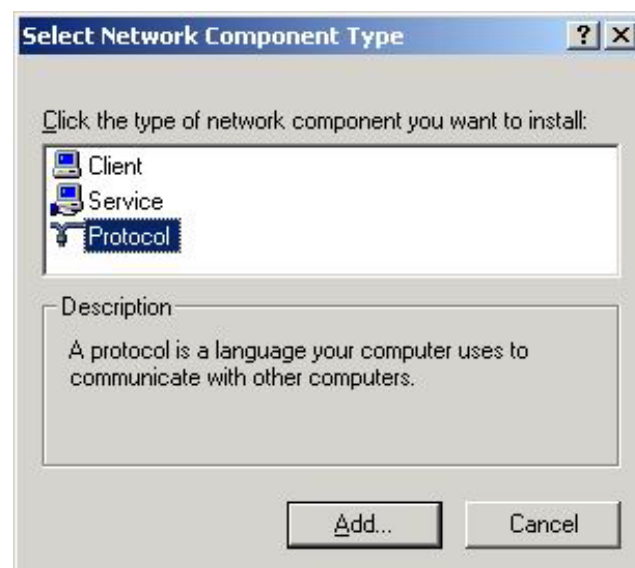 Select Network Component Type
Click the type of network component you want to install:
Client
Service
Protocol
Description
A protocol is a language your computer uses to
communicate with other computers.
Add...
Cancel